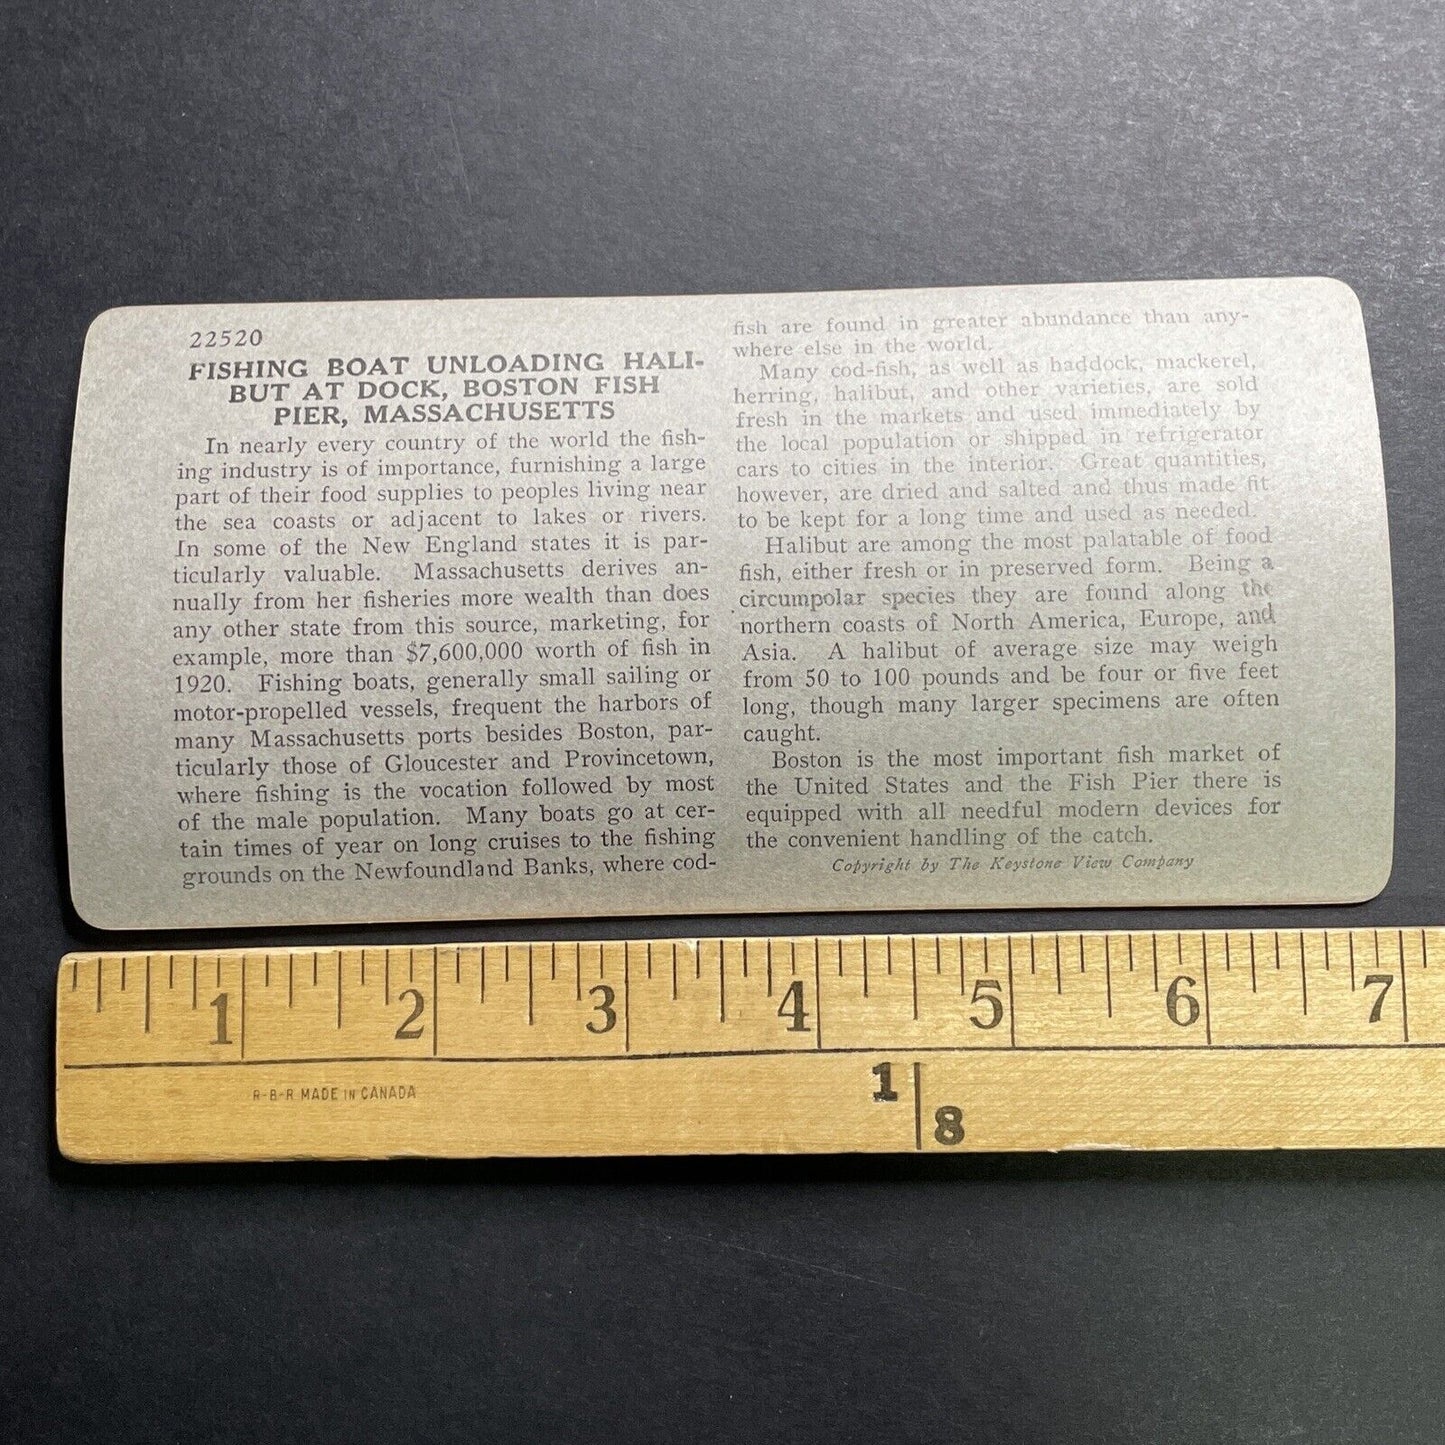 22520
FISHING BOAT UNLOADING HALI-
BUT AT DOCK, BOSTON FISH
PIER, MASSACHUSETTS
In nearly every country of the world the fish-
ing industry is of importance, furnishing a large
part of their food supplies to peoples living near
the sea coasts or adjacent to lakes or rivers.
In some of the New England states it is par-
ticularly valuable. Massachusetts derives an-
nually from her fisheries more wealth than does
any other state from this source, marketing, for
example, more than $7,600,000 worth of fish in
1920. Fishing boats, generally small sailing or
motor-propelled vessels, frequent the harbors of
many Massachusetts ports besides Boston, par-
ticularly those of Gloucester and Provincetown,
where fishing is the vocation followed by most
of the male population. Many boats go at cer-
tain times of year on long cruises to the fishing
grounds on the Newfoundland Banks, where cod-
fish are found in greater abundance than any-
where else in the world.
Many cod-fish, as well as haddock, mackerel,
herring, halibut, and other varieties, are sold
fresh in the markets and used immediately by
the local population or shipped in refrigerator
cars to cities in the interior. Great quantities,
however, are dried and salted and thus made fit
to be kept for a long time and used as needed.
Halibut are among the most palatable of food
fish, either fresh or in preserved form. Being a
circumpolar species they are found along the
northern coasts of North America, Europe, and
Asia. A halibut of average size may weigh
from 50 to 100 pounds and be four or five feet
long, though many larger specimens are often
caught.
Boston is the most important fish market of
the United States and the Fish Pier there is
equipped with all needful modern devices for
the convenient handling of the catch.
Copyright by The Keystone View Company
1 2 3 4 5 6 7
R-B-R MADE IN CANADA
1
8